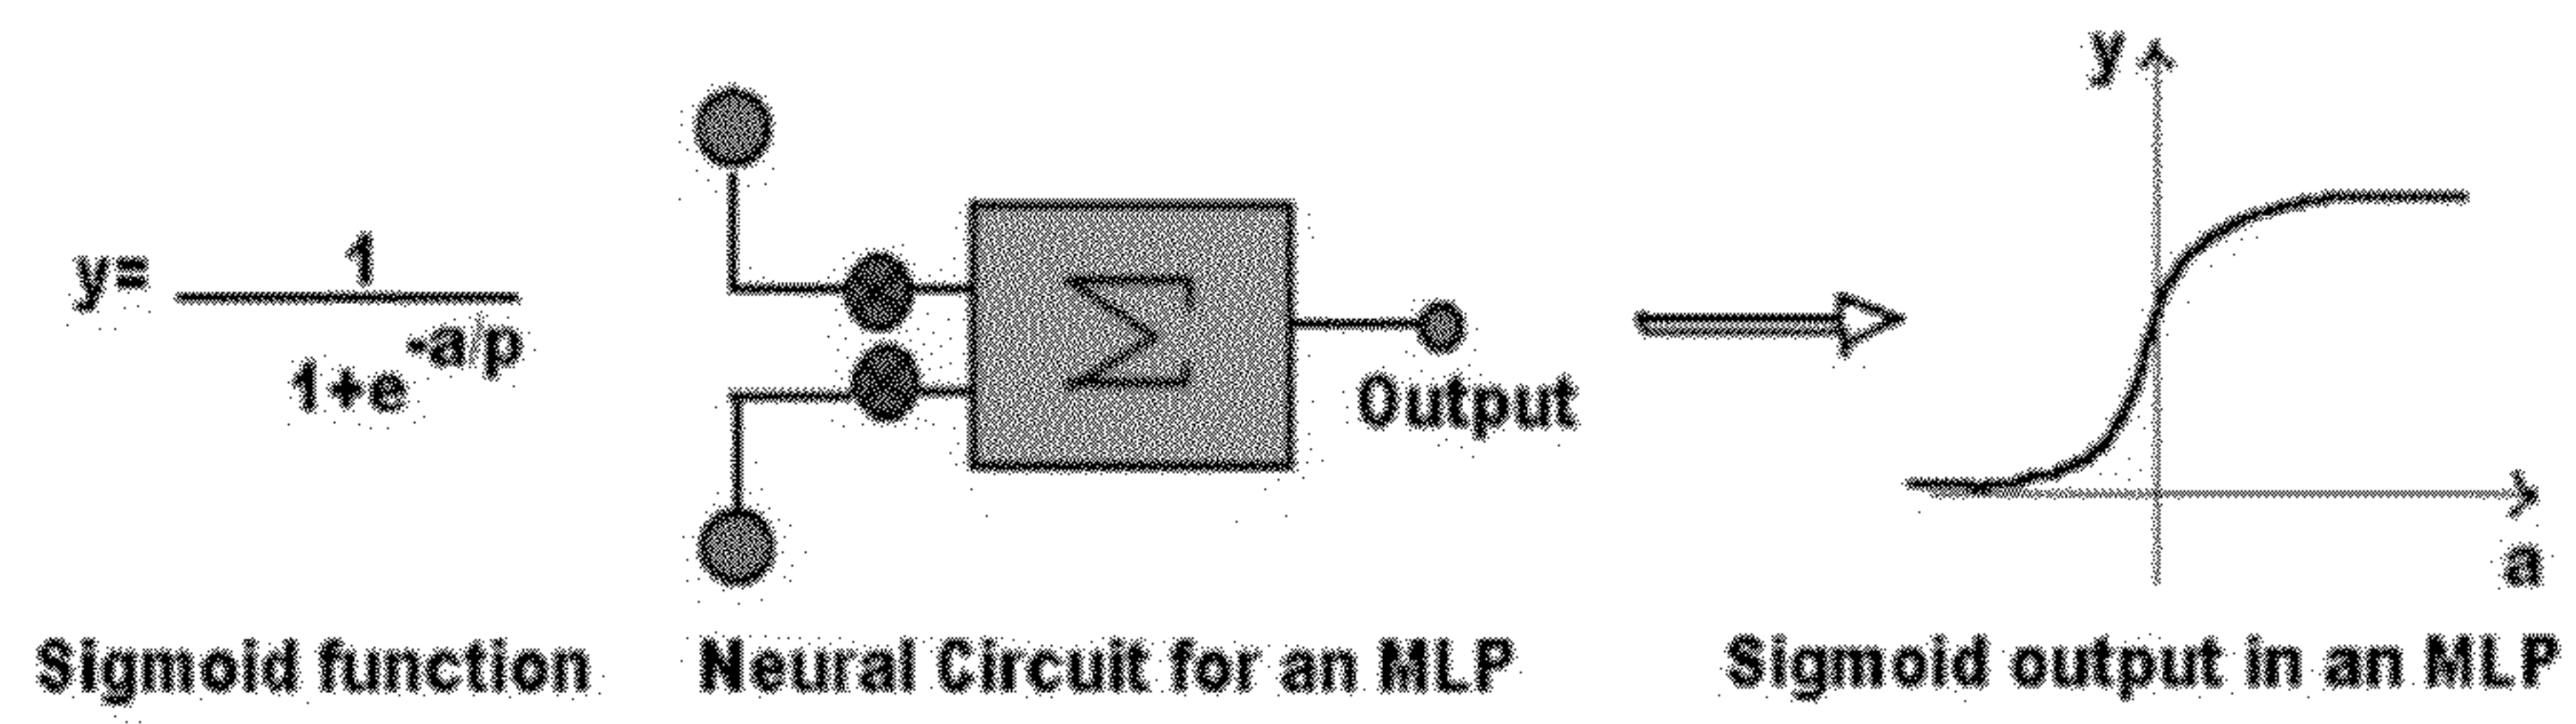 y=
1
1+e-a/p
Σ
Output
y
a
Sigmoid function
Neural Circuit for an MLP
Sigmoid output in an MLP